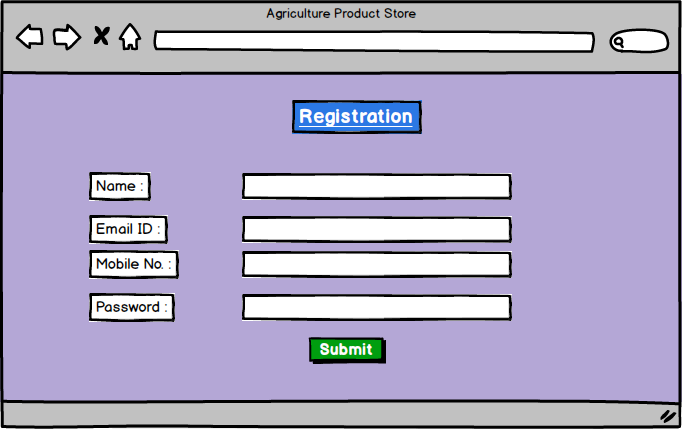 Agriculture Product Store
Registration
Name :
Email ID :
Mobile No. :
Password :
Submit